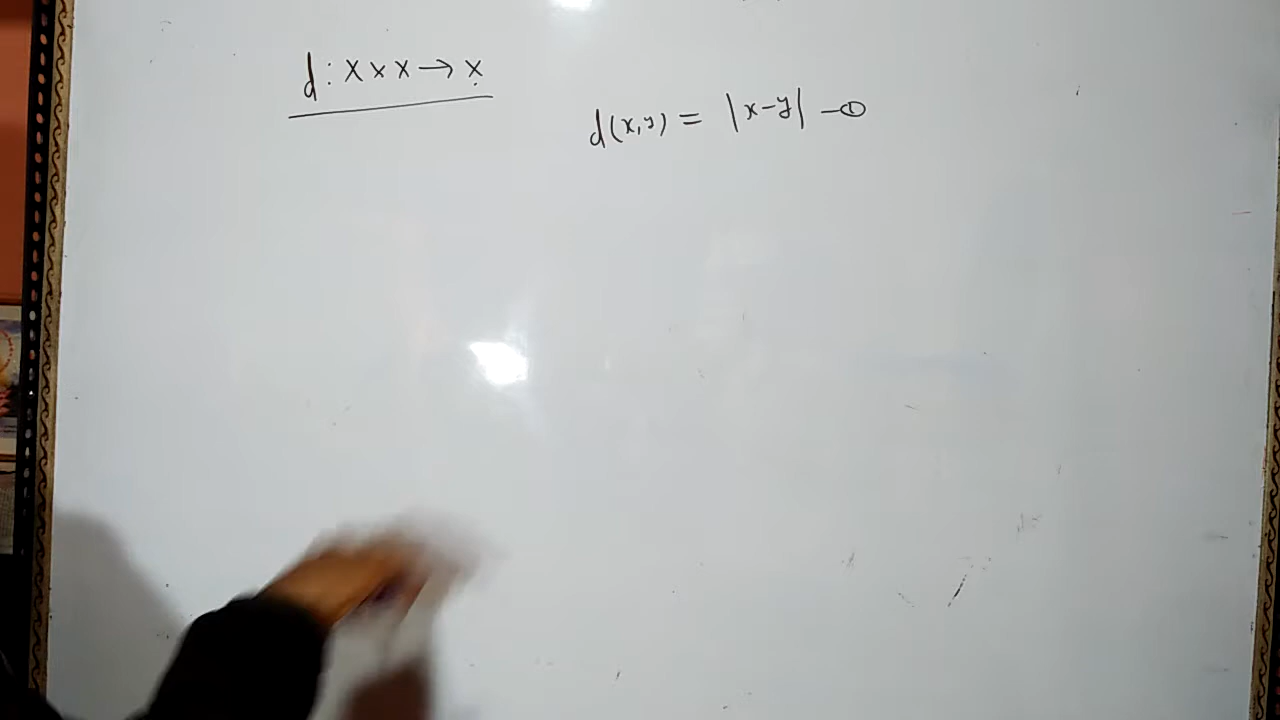 d : X x X → X
d(x,y) = |x-y| —①